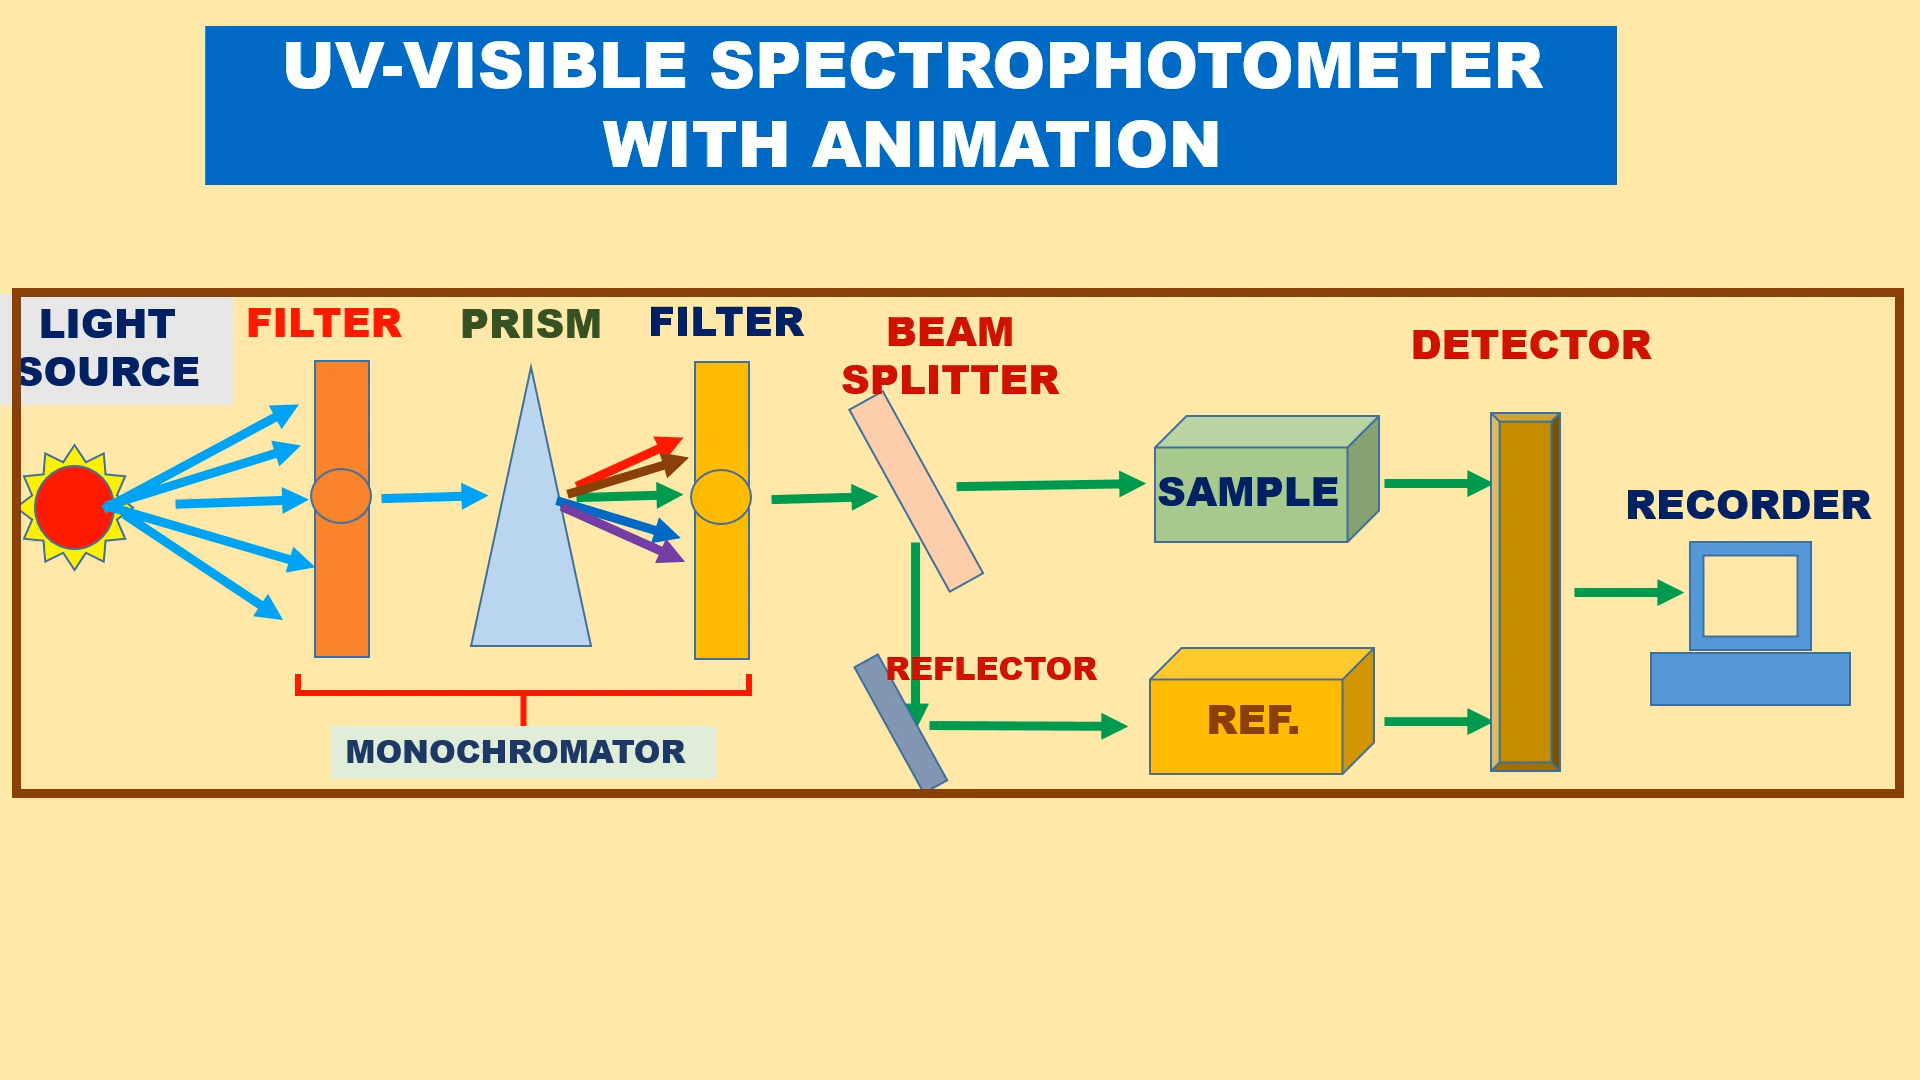 UV-VISIBLE SPECTROPHOTOMETER
WITH ANIMATION
LIGHT
SOURCE
FILTER
PRISM
FILTER
BEAM
SPLITTER
DETECTOR
SAMPLE
RECORDER
REFLECTOR
REF.
MONOCHROMATOR